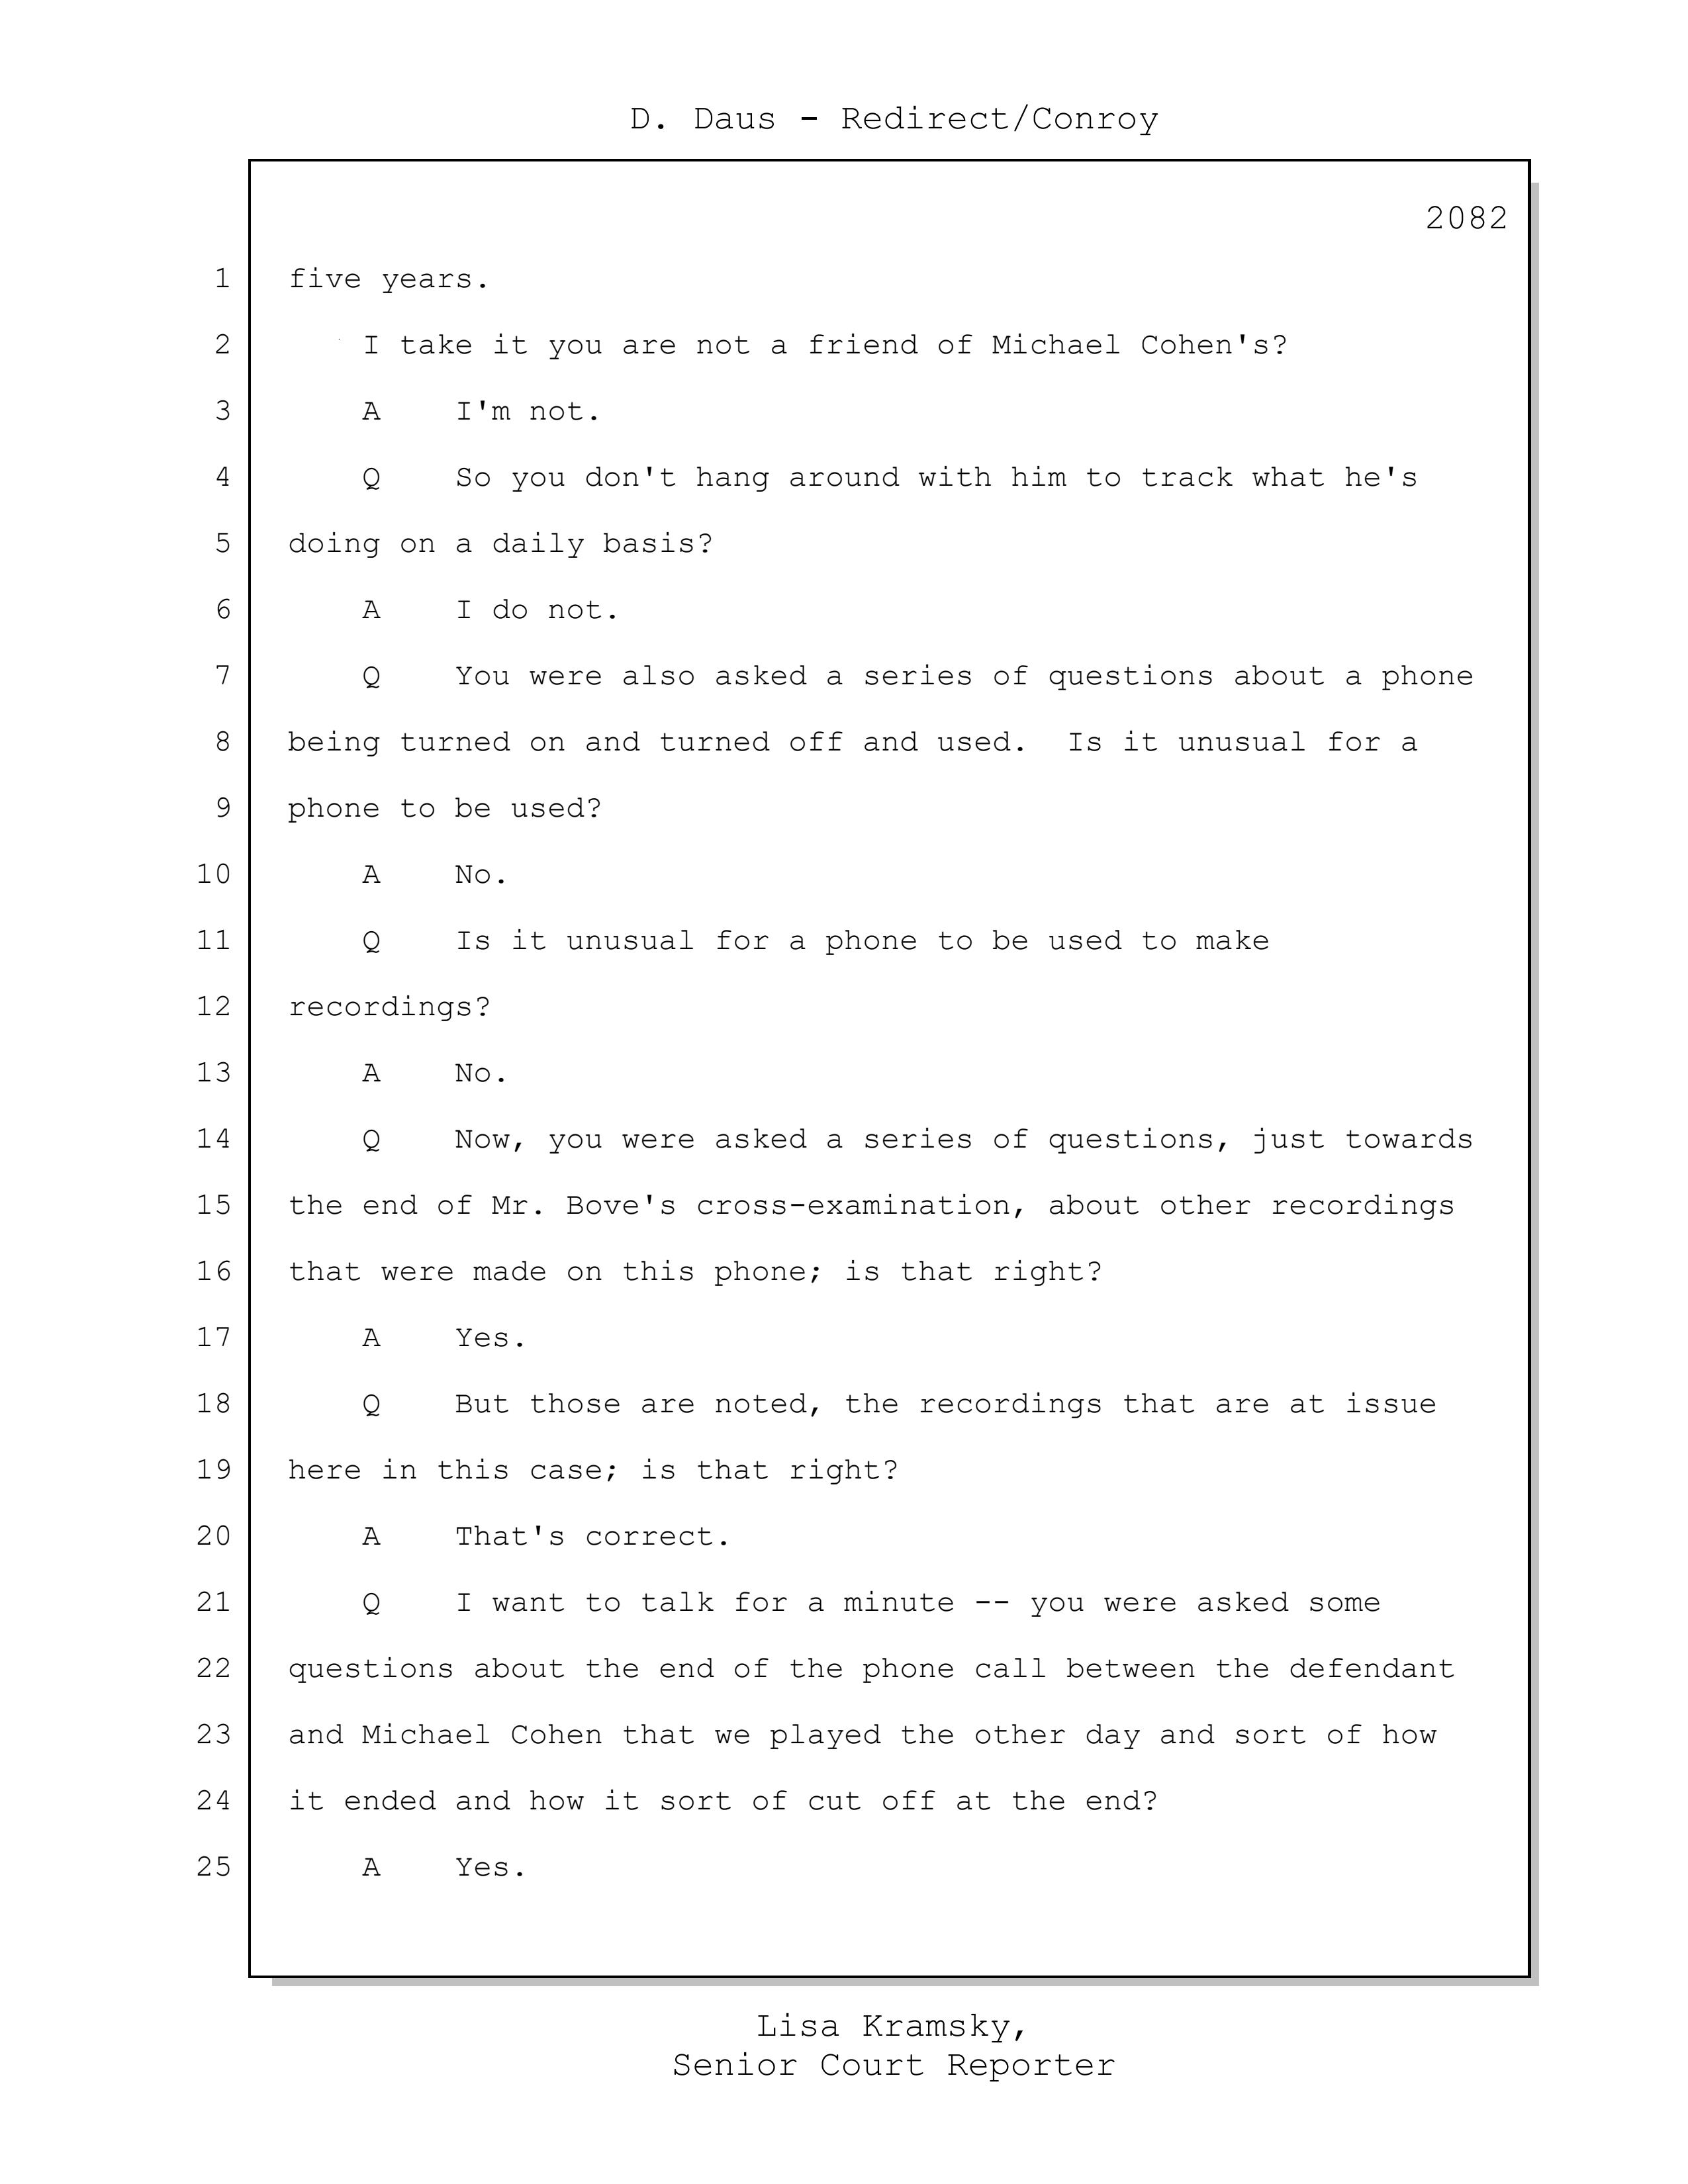 D. Daus - Redirect/Conroy
2082
1 five years.
2 I take it you are not a friend of Michael Cohen's?
3 A I'm not.
4 Q So you don't hang around with him to track what he's
5 doing on a daily basis?
6 A I do not.
7 Q You were also asked a series of questions about a phone
8 being turned on and turned off and used. Is it unusual for a
9 phone to be used?
10 A No.
11 Q Is it unusual for a phone to be used to make
12 recordings?
13 A No.
14 Q Now, you were asked a series of questions, just towards
15 the end of Mr. Bove's cross-examination, about other recordings
16 that were made on this phone; is that right?
17 A Yes.
18 Q But those are noted, the recordings that are at issue
19 here in this case; is that right?
20 A That's correct.
21 Q I want to talk for a minute -- you were asked some
22 questions about the end of the phone call between the defendant
23 and Michael Cohen that we played the other day and sort of how
24 it ended and how it sort of cut off at the end?
25 A Yes.
Lisa Kramsky,
Senior Court Reporter